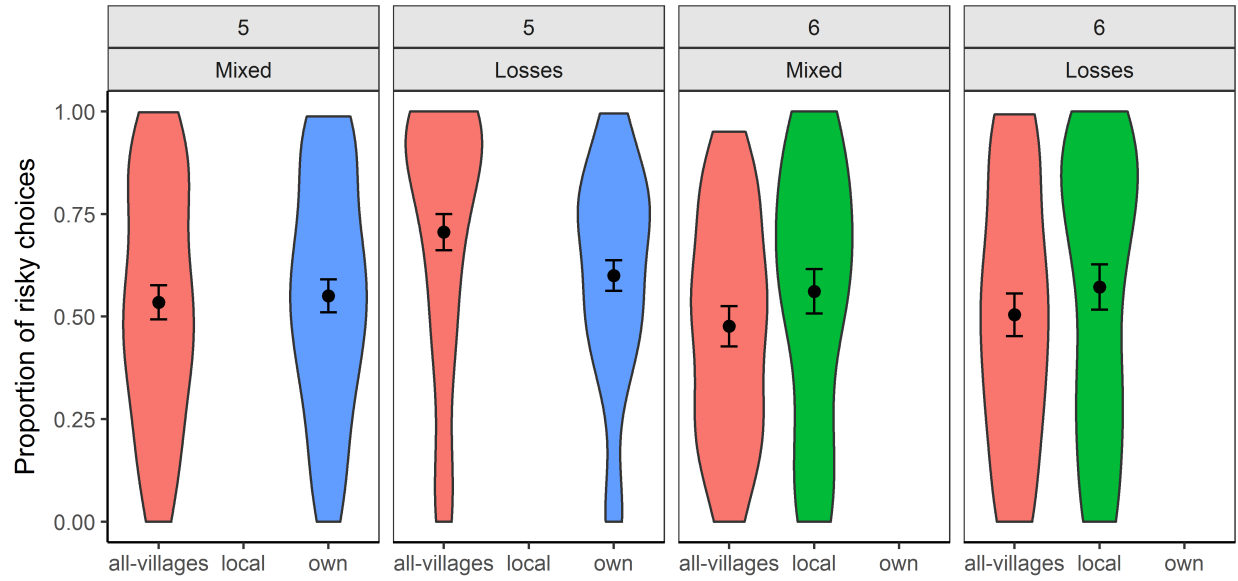 5 5 6 6
Mixed Losses Mixed Losses
Proportion of risky choices
1.00
0.75
0.50
0.25
0.00
all-villages local own all-villages local own all-villages local own all-villages local own